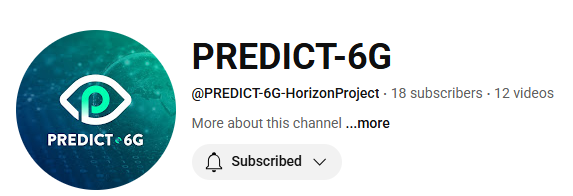 PREDICT-6G
@PREDICT-6G-HorizonProject · 18 subscribers · 12 videos
More about this channel ...more
Subscribed
PREDICT 6G